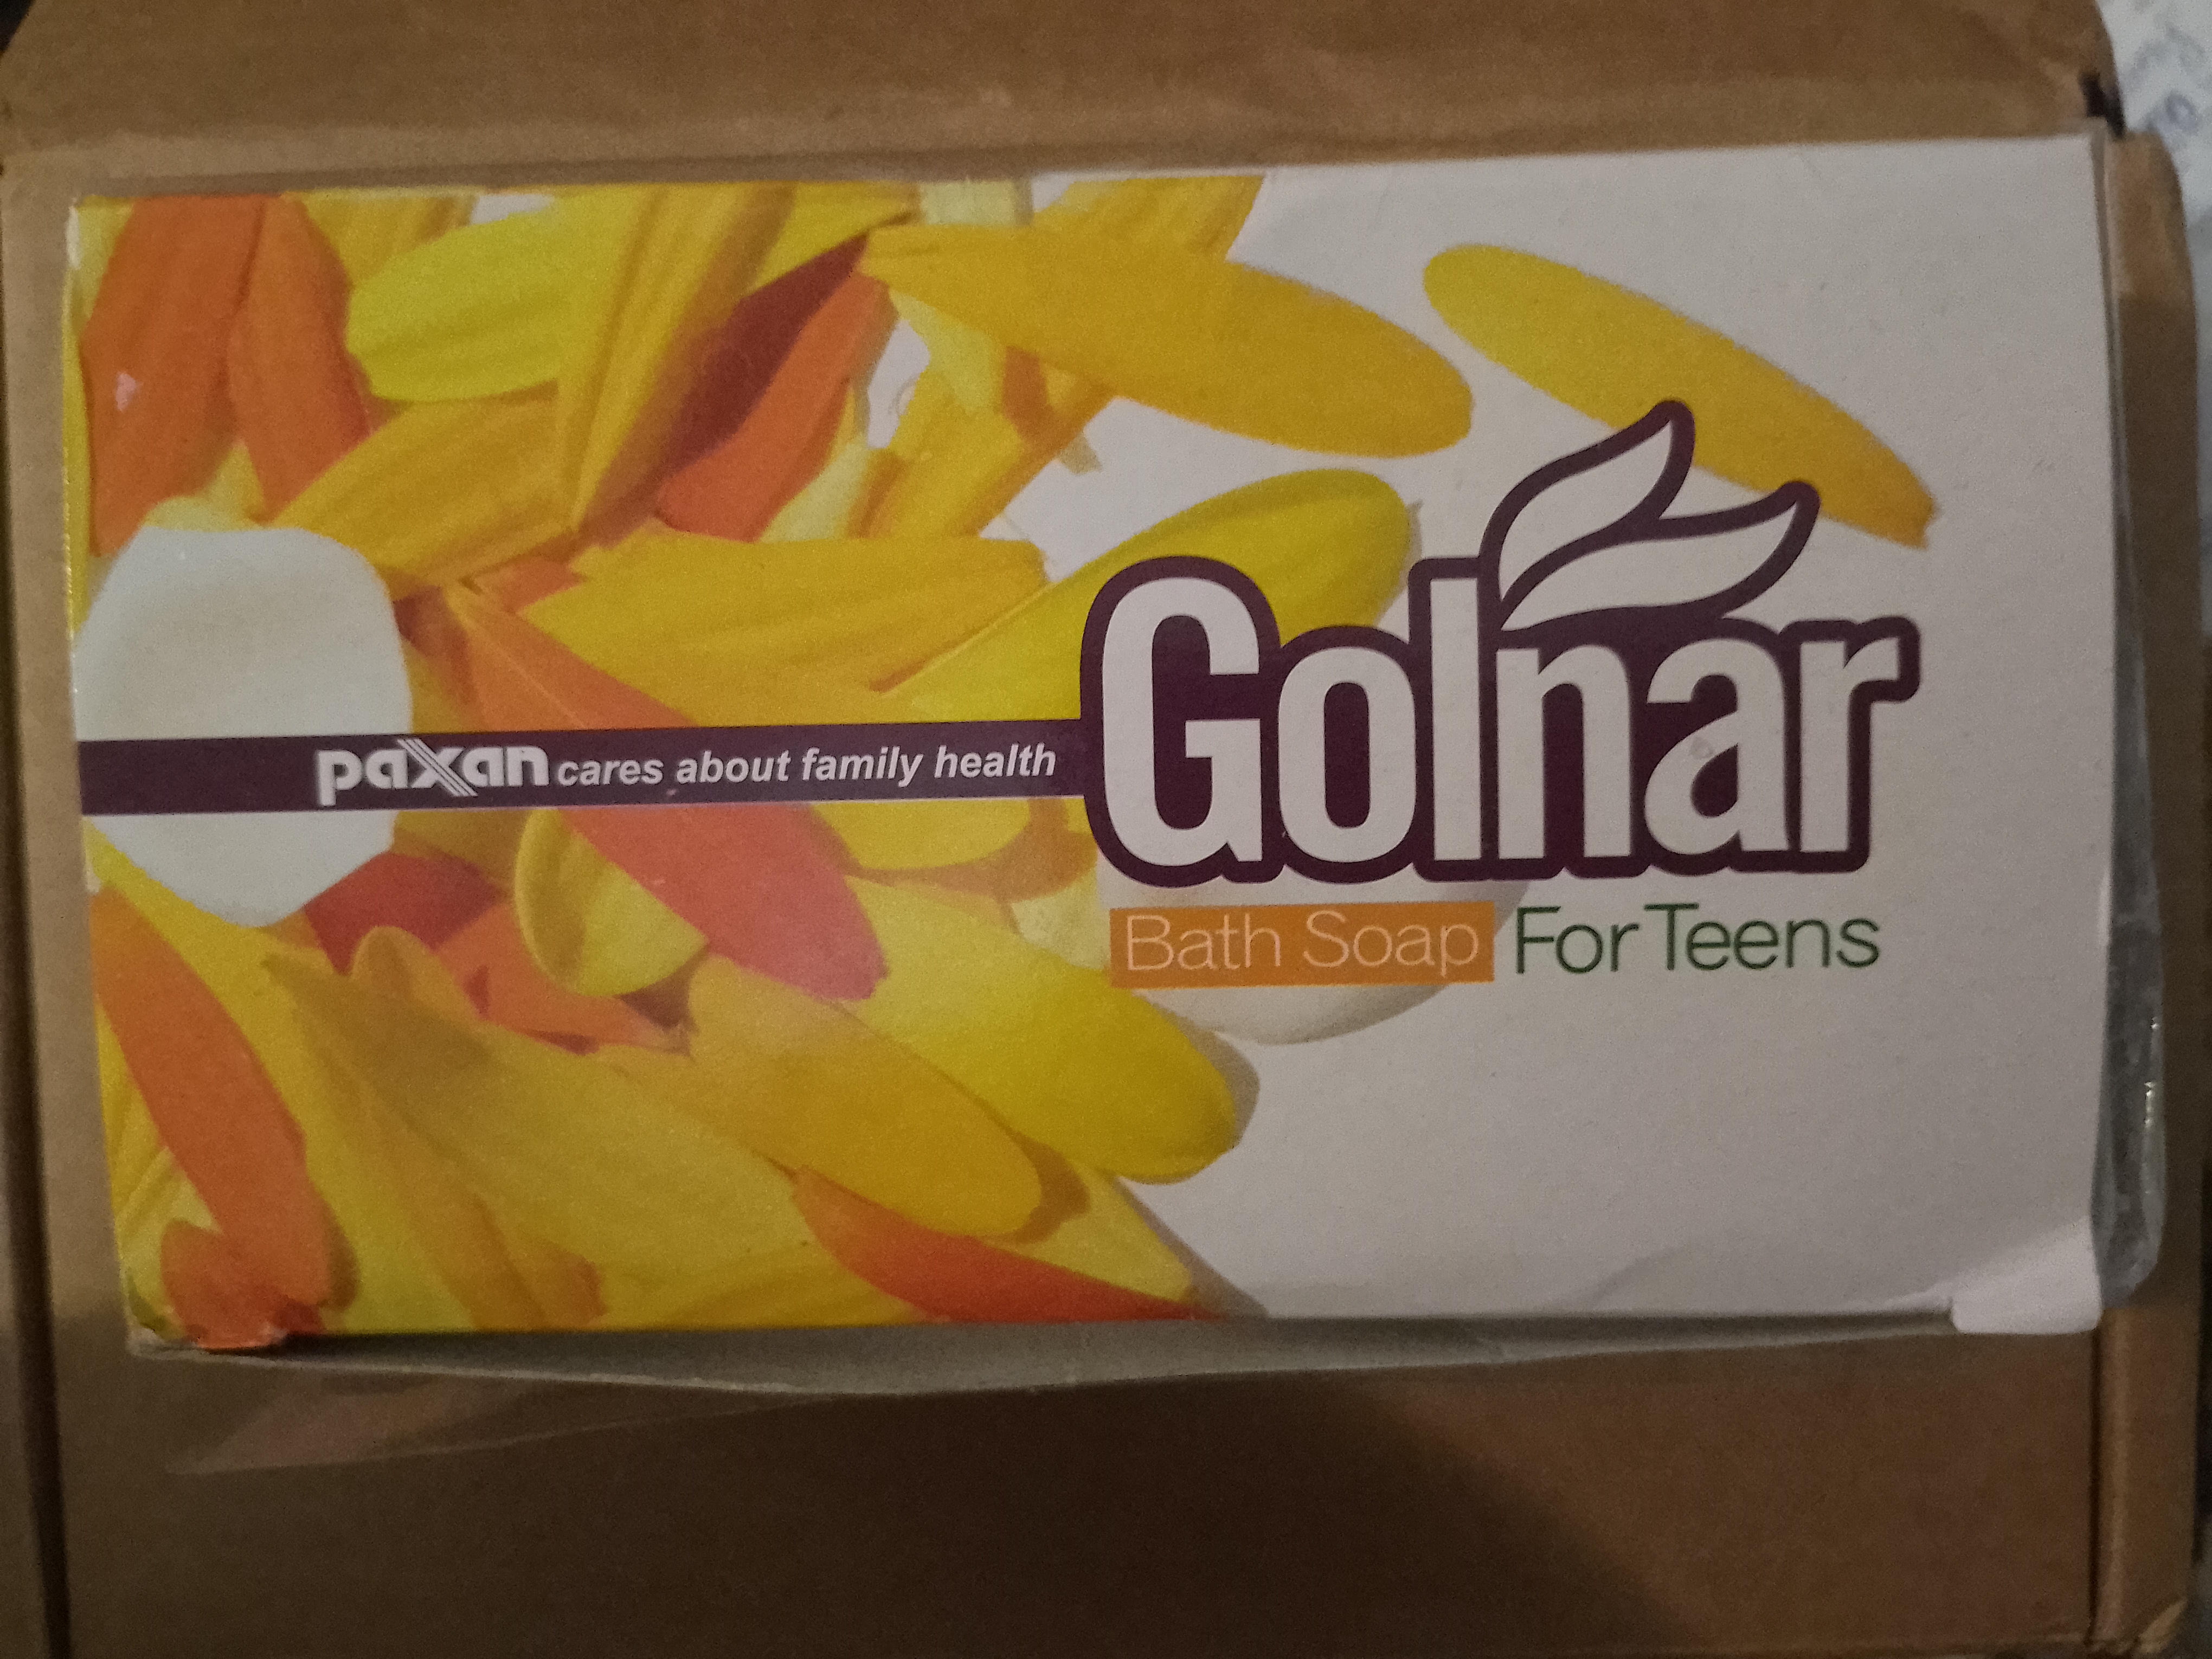 Golnar
paxan cares about family health
Bath Soap For Teens